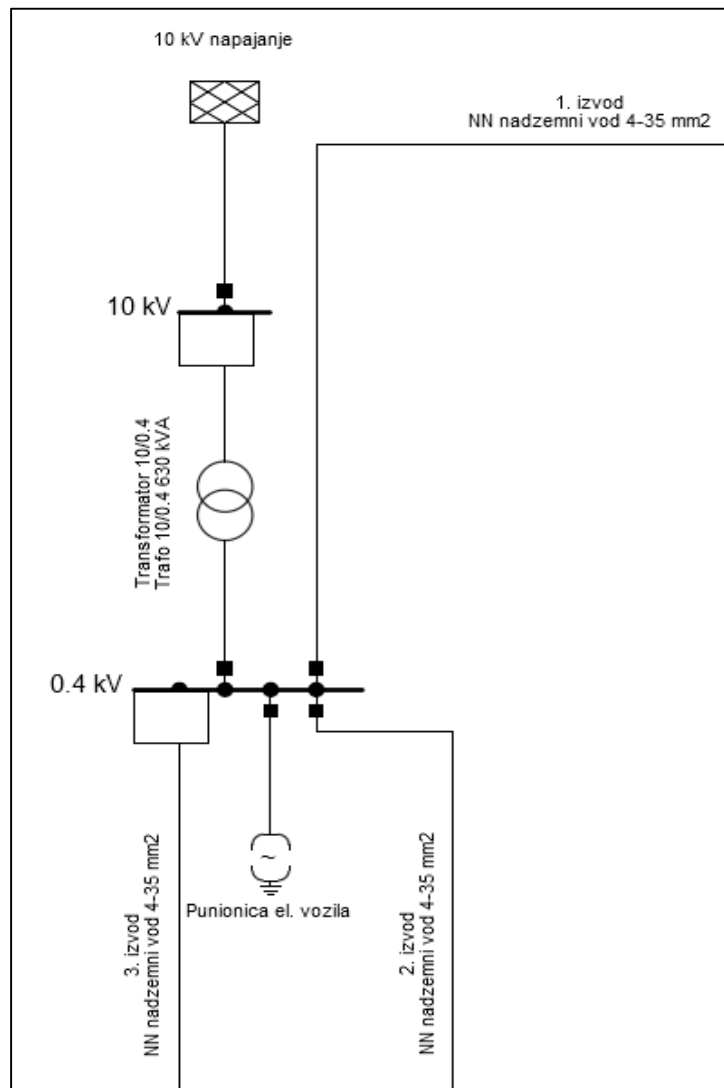 10 kV napajanje
1. izvod
NN nadzemni vod 4-35 mm2
10 kV
Transformator 10/0.4
Trafo 10/0.4 630 kVA
0.4 kV
~
Punionica el. vozila
3. izvod
NN nadzemni vod 4-35 mm2
2. izvod
NN nadzemni vod 4-35 mm2